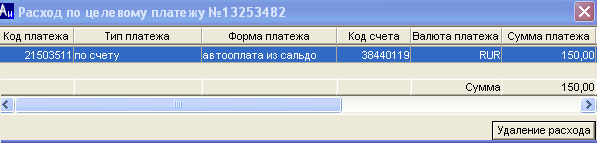 Аи Расход по целевому платежу №13253482
Код платежа Тип платежа Форма платежа Код счета Валюта платежа Сумма платежа
21503511 по счету автооплата из сальдо 38440119 RUR 150,00
Сумма 150,00
Удаление расхода